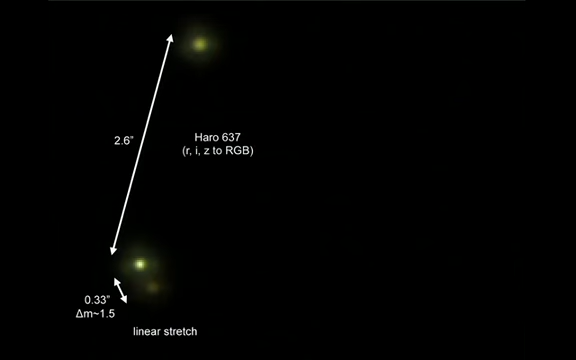 2.6”
Haro 637
(r, i, z to RGB)
0.33”
Δm~1.5
linear stretch